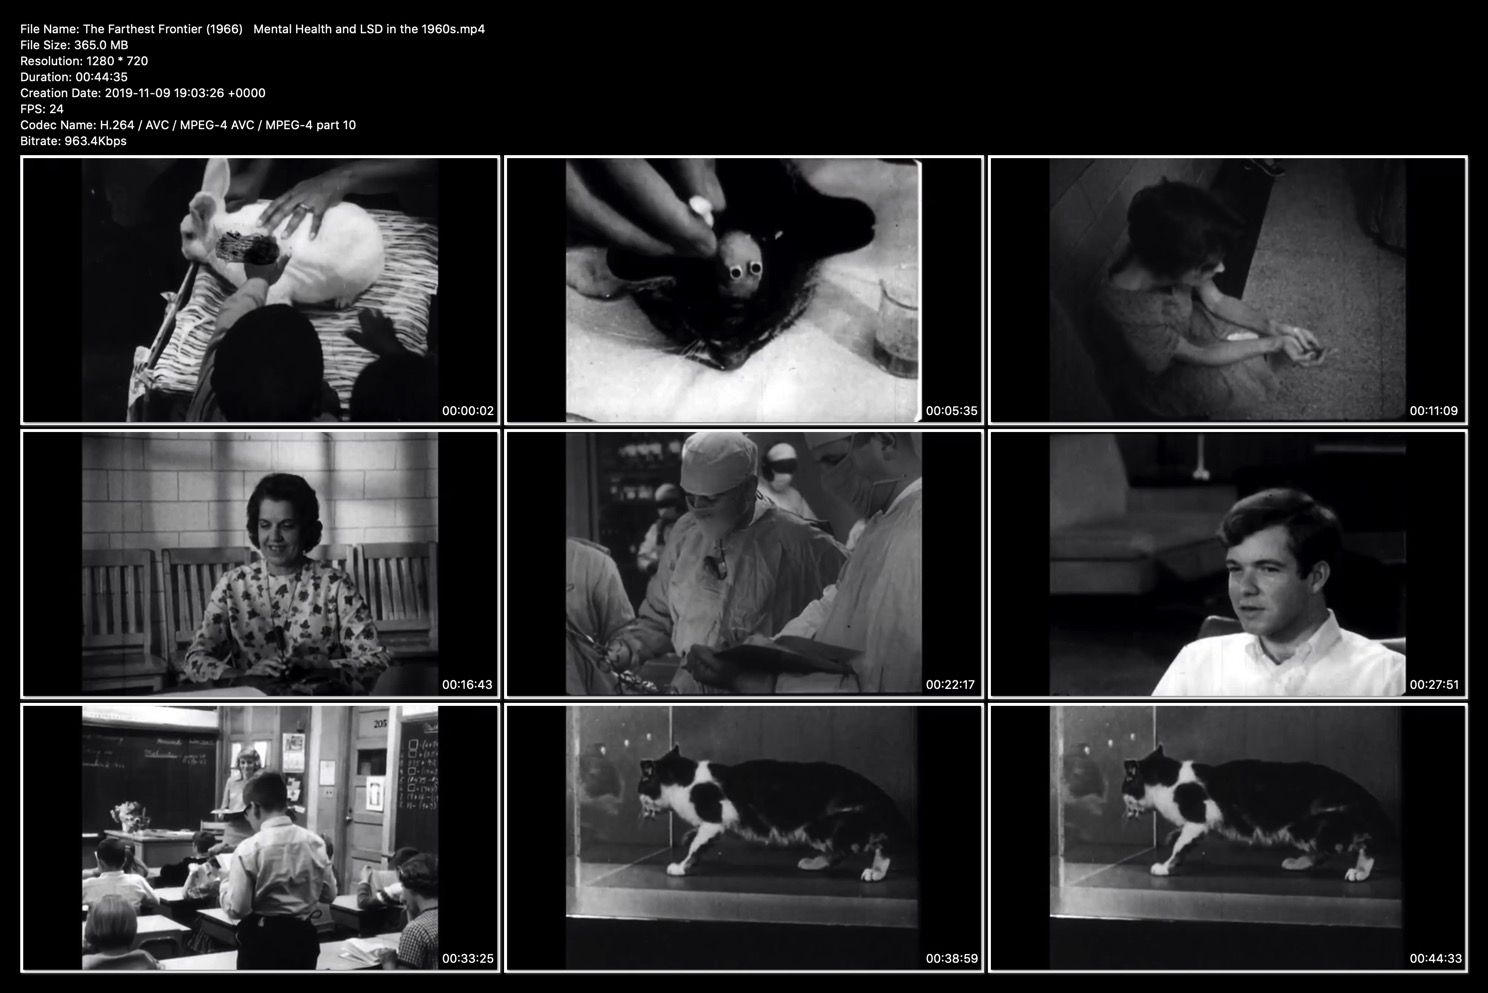 File Name: The Farthest Frontier (1966)   Mental Health and LSD in the 1960s.mp4
File Size: 365.0 MB
Resolution: 1280 * 720
Duration: 00:44:35
Creation Date: 2019-11-09 19:03:26 +0000
FPS: 24
Codec Name: H.264 / AVC / MPEG-4 AVC / MPEG-4 part 10
Bitrate: 963.4Kbps
00:00:02
00:05:35
00:11:09
00:16:43
00:22:17
00:27:51
205
00:33:25
00:38:59
00:44:33